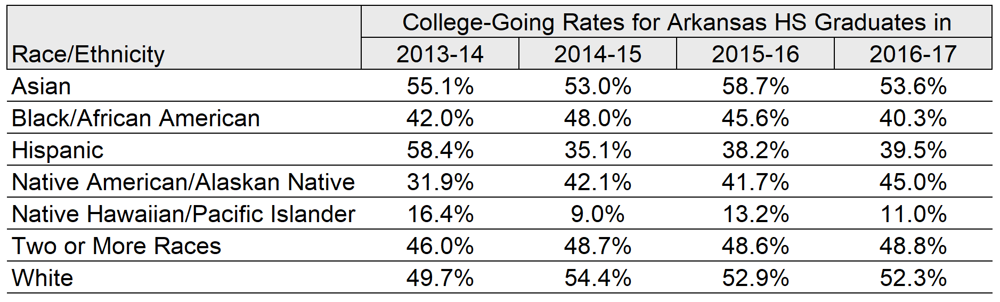 College-Going Rates for Arkansas HS Graduates in
Race/Ethnicity 2013-14 2014-15 2015-16 2016-17
Asian 55.1% 53.0% 58.7% 53.6%
Black/African American 42.0% 48.0% 45.6% 40.3%
Hispanic 58.4% 35.1% 38.2% 39.5%
Native American/Alaskan Native 31.9% 42.1% 41.7% 45.0%
Native Hawaiian/Pacific Islander 16.4% 9.0% 13.2% 11.0%
Two or More Races 46.0% 48.7% 48.6% 48.8%
White 49.7% 54.4% 52.9% 52.3%